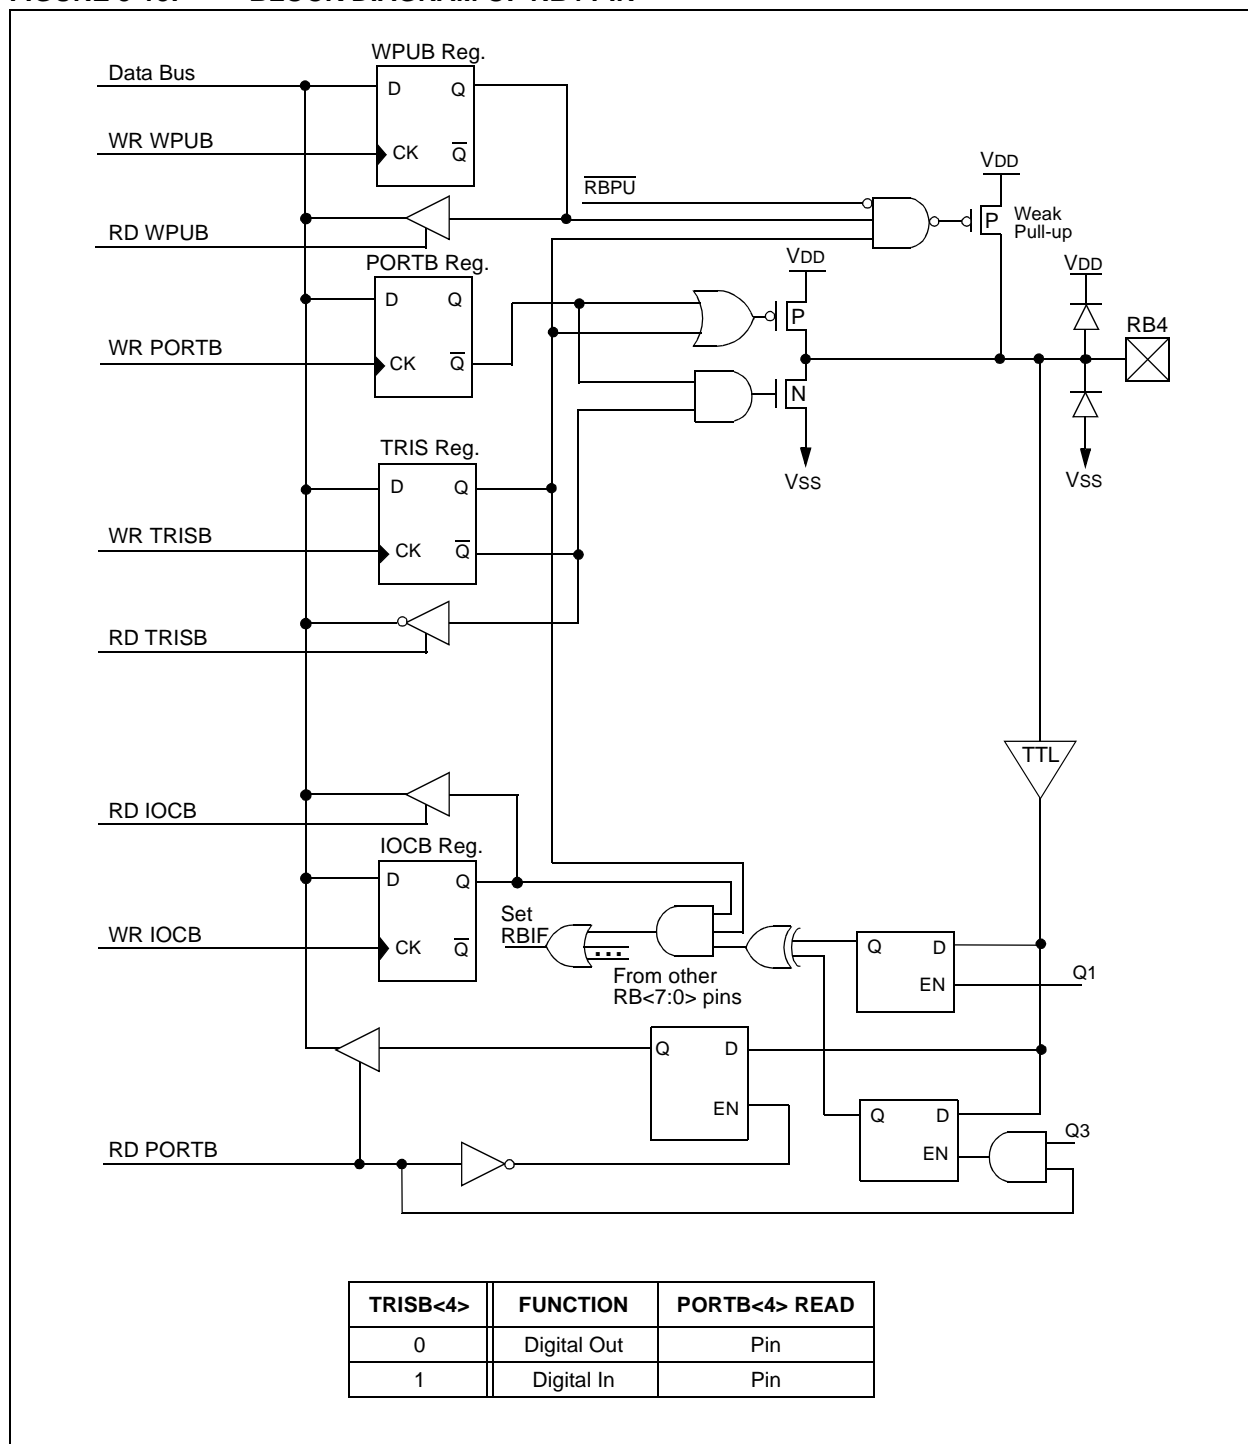 WPUB Reg.
Data Bus
D Q
WR WPUB
CK Q
VDD
RBPU
P Weak
Pull-up
RD WPUB
VDD
VDD
PORTB Reg.
D Q
P
RB4
WR PORTB
CK Q
N
TRIS Reg.
D Q
VSS
VSS
WR TRISB
CK Q
RD TRISB
TTL
RD IOCB
IOCB Reg.
D Q
Set
RBIF
WR IOCB
CK Q
...
From other
RB<7:0> pins
Q D
EN
Q1
Q D
EN
Q D
EN
Q3
RD PORTB
TRISB<4> FUNCTION PORTB<4> READ
0 Digital Out Pin
1 Digital In Pin